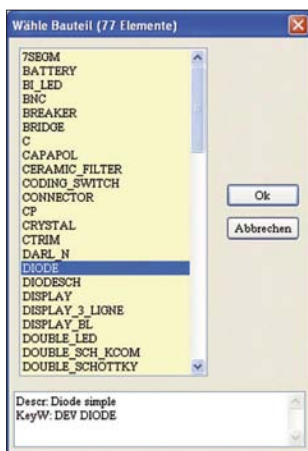 Wähle Bauteil (77 Elemente)
7SEGM
BATTERY
BI_LED
BNC
BREAKER
BRIDGE
C
CAPAPOL
CERAMIC_FILTER
CODING_SWITCH
CONNECTOR
CP
CRYSTAL
CTRIM
DARL_N
DIODE
DIODESCH
DISPLAY
DISPLAY_3_LIGNE
DISPLAY_BL
DOUBLE_LED
DOUBLE_SCH_KCOM
DOUBLE_SCHOTTKY
Ok
Abbrechen
Descr: Diode simple
KeyW: DEV DIODE